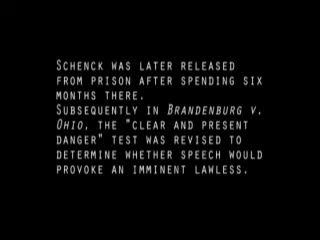 Schenck was later released
from prison after spending six
months there.
Subsequently in Brandenburg v.
Ohio, the "clear and present
danger" test was revised to
determine whether speech would
provoke an imminent lawless.